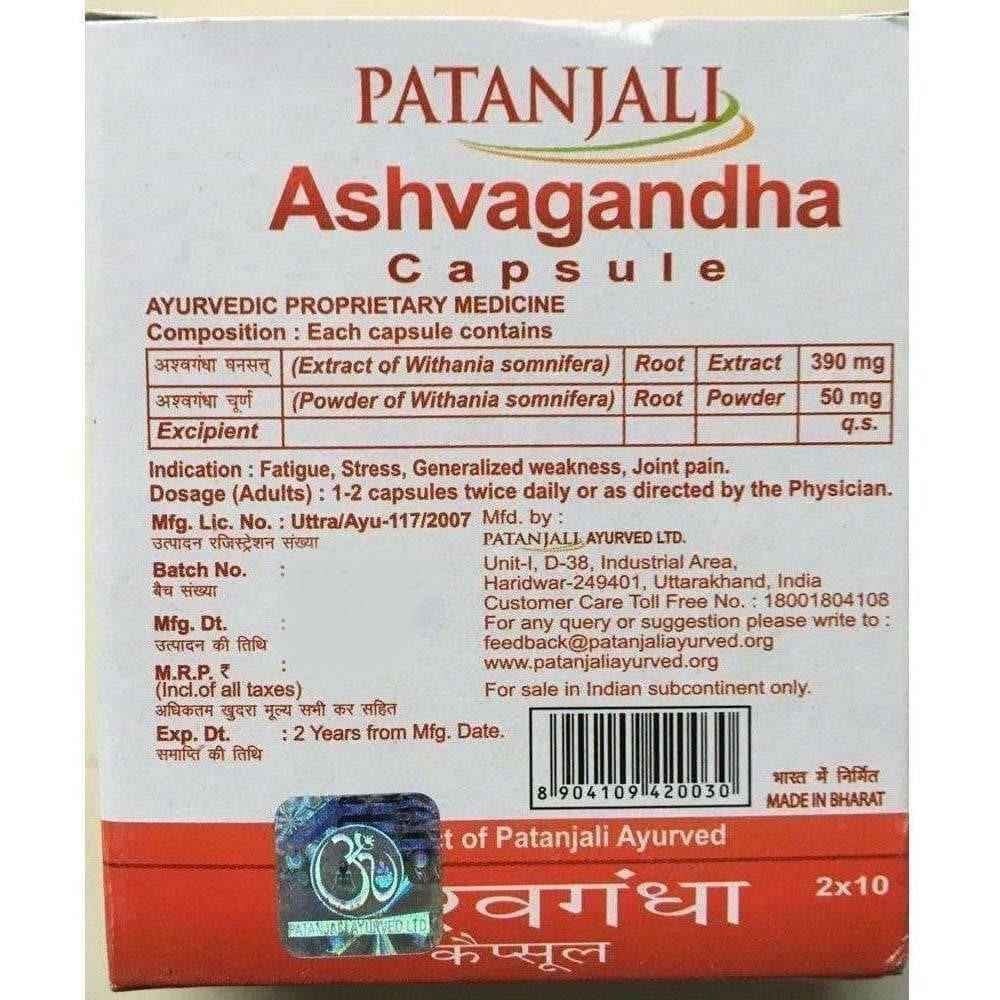 PATANJALI
Ashvagandha
Capsule
AYURVEDIC PROPRIETARY MEDICINE
Composition : Each capsule contains
अश्वगंधा घनसत्त् (Extract of Withania somnifera) Root Extract 390 mg
अश्वगंधा चूर्ण (Powder of Withania somnifera) Root Powder 50 mg
Excipient q.s.
Indication : Fatigue, Stress, Generalized weakness, Joint pain.
Dosage (Adults) : 1-2 capsules twice daily or as directed by the Physician.
Mfg. Lic. No. : Uttra/Ayu-117/2007
उत्पादन रजिस्ट्रेशन संख्या
Batch No. :
बैच संख्या
Mfg. Dt. :
उत्पादन की तिथि
M.R.P. ₹ :
(Incl.of all taxes)
अधिकतम खुदरा मूल्य सभी कर सहित
Exp. Dt. : 2 Years from Mfg. Date.
समाप्ति की तिथि
Mfd. by :
PATANJALI AYURVED LTD.
Unit-I, D-38, Industrial Area,
Haridwar-249401, Uttarakhand, India
Customer Care Toll Free No. : 18001804108
For any query or suggestion please write to :
feedback@patanjaliayurved.org
www.patanjaliayurved.org
For sale in Indian subcontinent only.
8 904109 420030
भारत में निर्मित
MADE IN BHARAT
ct of Patanjali Ayurved
श्वगंधा 2x10
कैप्सूल
ॐ
PATANJALI AYURVED LTD